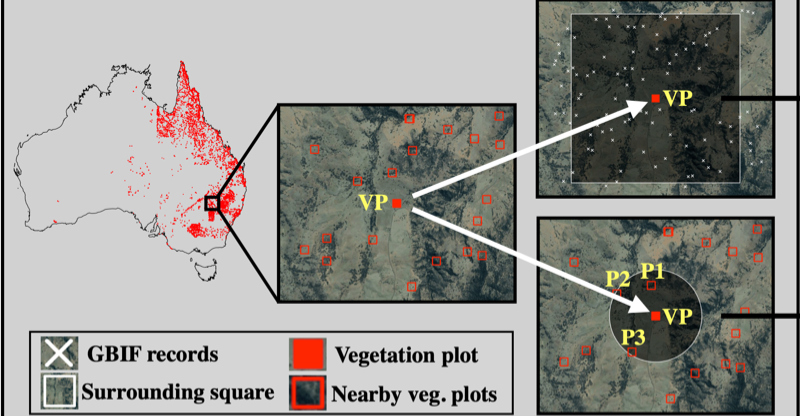 VP
VP
P1
P2
VP
P3
GBIF records
Vegetation plot
Surrounding square
Nearby veg. plots